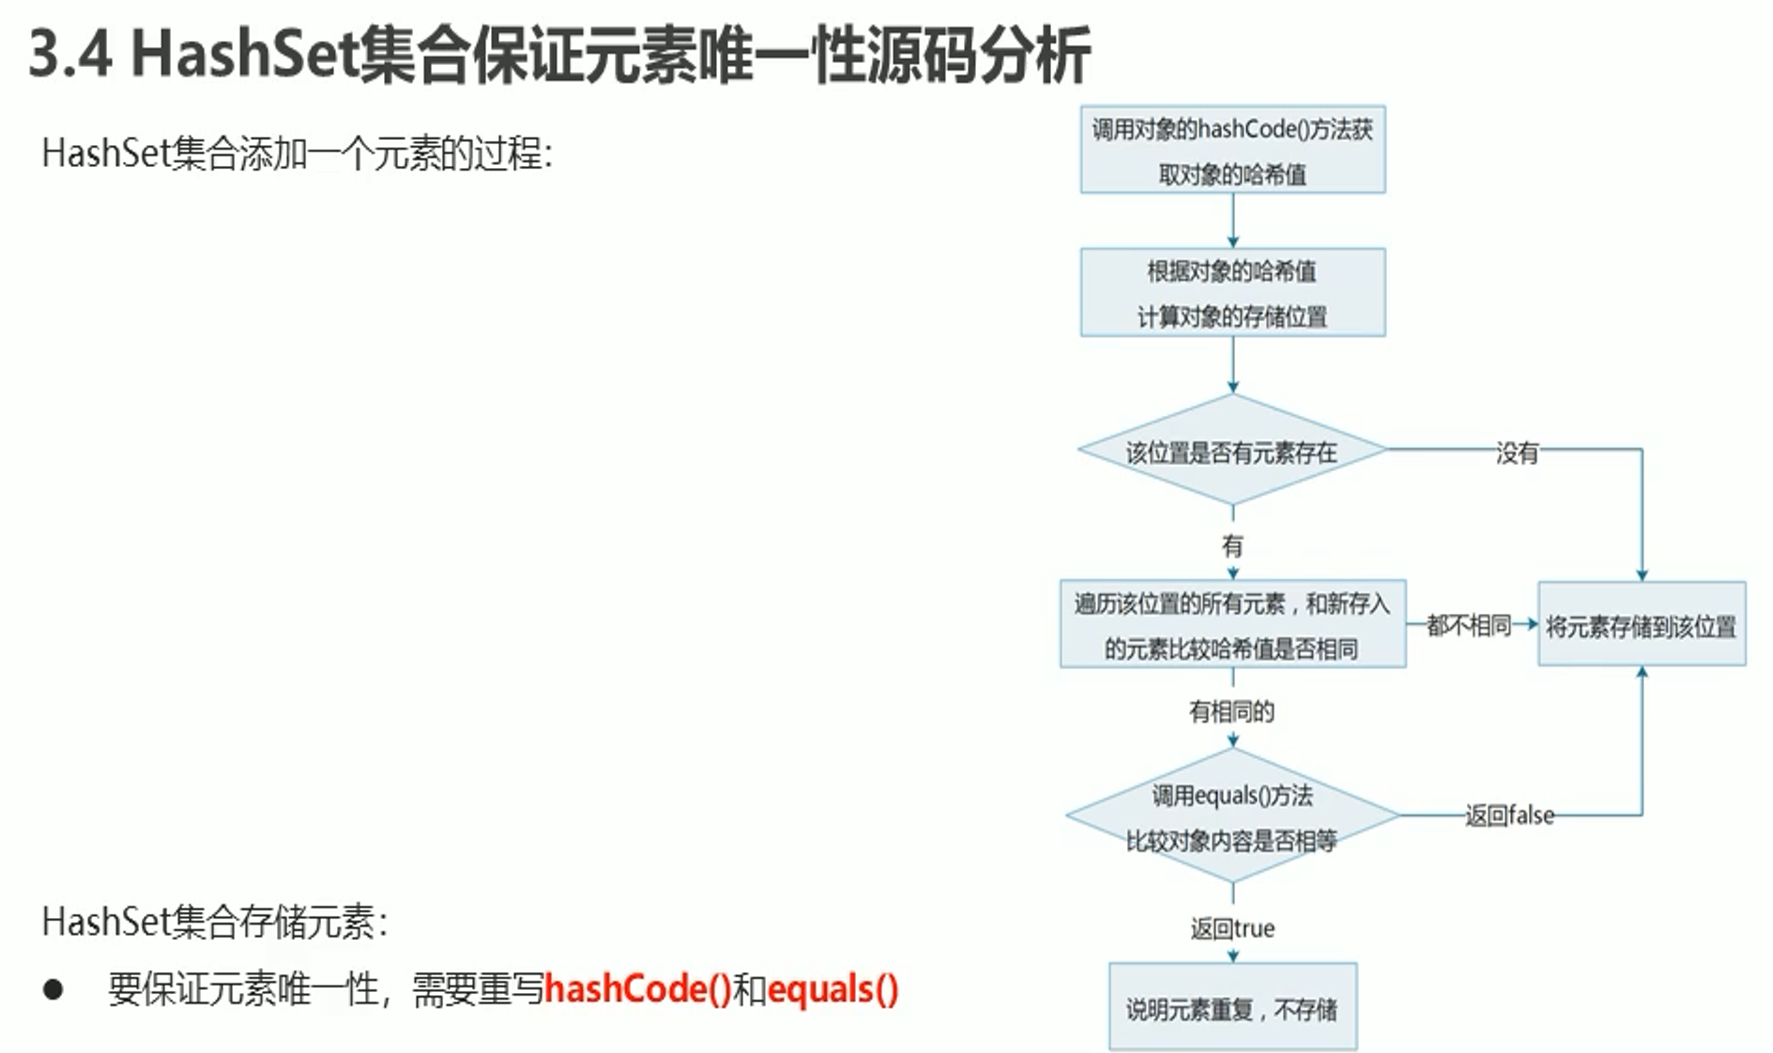 3.4 HashSet集合保证元素唯一性源码分析
HashSet集合添加一个元素的过程:
调用对象的hashCode()方法获
取对象的哈希值
根据对象的哈希值
计算对象的存储位置
该位置是否有元素存在
没有
有
遍历该位置的所有元素，和新存入
的元素比较哈希值是否相同
都不相同
将元素存储到该位置
有相同的
调用equals()方法
比较对象内容是否相等
返回false
返回true
说明元素重复，不存储
HashSet集合存储元素:
● 要保证元素唯一性，需要重写hashCode()和equals()